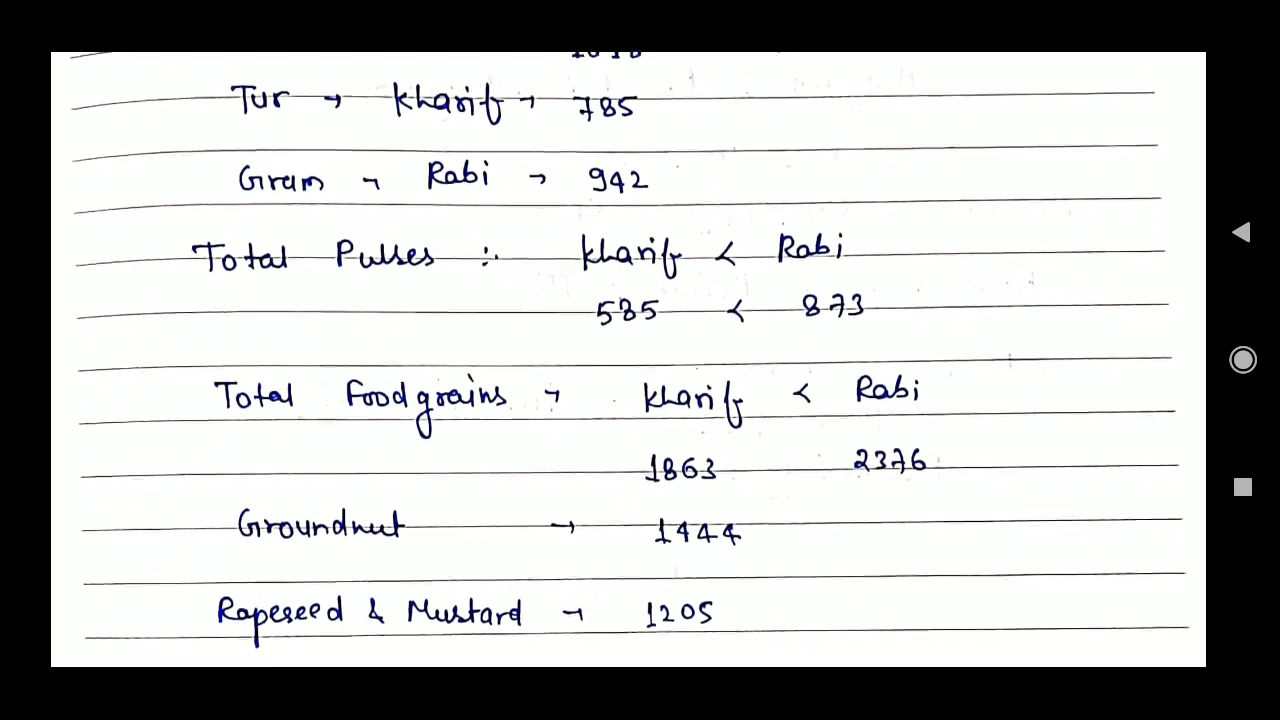 Tur → Kharif → 785
Gram → Rabi → 942
Total Pulses :- Kharif < Rabi
585 < 873
Total Foodgrains → Kharif < Rabi
1863 2376
Groundnut → 1444
Rapeseed & Mustard → 1205